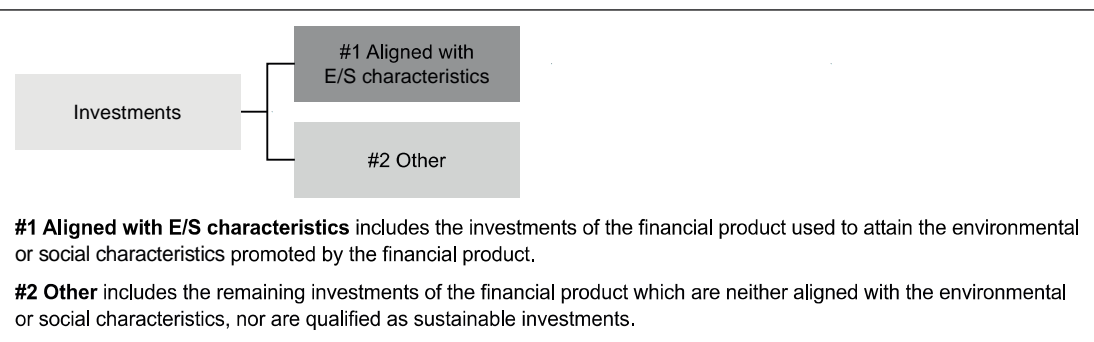 #1 Aligned with
E/S characteristics
Investments
#2 Other
#1 Aligned with E/S characteristics includes the investments of the financial product used to attain the environmental
or social characteristics promoted by the financial product.
#2 Other includes the remaining investments of the financial product which are neither aligned with the environmental
or social characteristics, nor are qualified as sustainable investments.